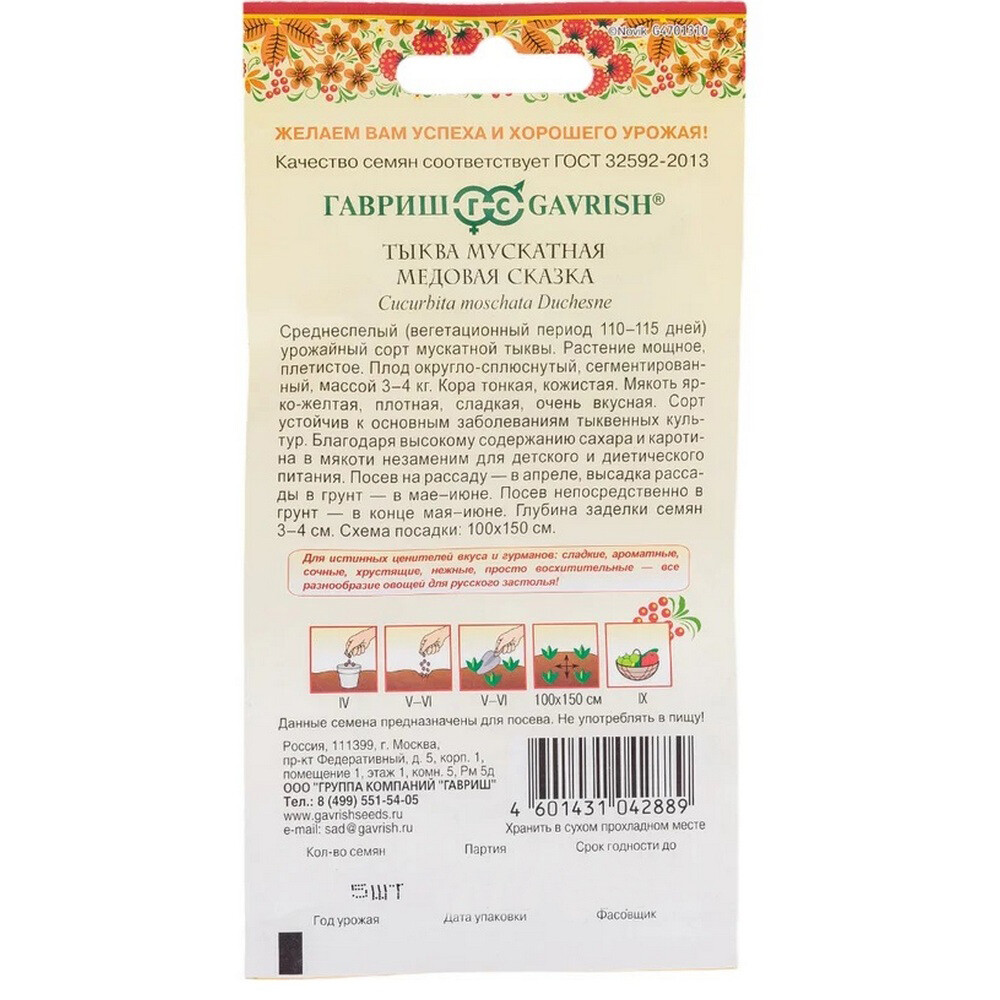 ©Novik G4701310
ЖЕЛАЕМ ВАМ УСПЕХА И ХОРОШЕГО УРОЖАЯ!
Качество семян соответствует ГОСТ 32592-2013
ГАВРИШ ГС GAVRISH®
ТЫКВА МУСКАТНАЯ
МЕДОВАЯ СКАЗКА
Cucurbita moschata Duchesne
Среднеспелый (вегетационный период 110–115 дней)
урожайный сорт мускатной тыквы. Растение мощное,
плетистое. Плод округло-сплюснутый, сегментирован-
ный, массой 3–4 кг. Кора тонкая, кожистая. Мякоть яр-
ко-желтая, плотная, сладкая, очень вкусная. Сорт
устойчив к основным заболеваниям тыквенных куль-
тур. Благодаря высокому содержанию сахара и кароти-
на в мякоти незаменим для детского и диетического
питания. Посев на рассаду — в апреле, высадка расса-
ды в грунт — в мае–июне. Посев непосредственно в
грунт — в конце мая–июне. Глубина заделки семян
3–4 см. Схема посадки: 100х150 см.
Для истинных ценителей вкуса и гурманов: сладкие, ароматные,
сочные, хрустящие, нежные, просто восхитительные — все
разнообразие овощей для русского застолья!
IV V–VI V–VI 100х150 см IX
Данные семена предназначены для посева. Не употреблять в пищу!
Россия, 111399, г. Москва,
пр-кт Федеративный, д. 5, корп. 1,
помещение 1, этаж 1, комн. 5, Рм 5д
ООО "ГРУППА КОМПАНИЙ "ГАВРИШ"
Тел.: 8 (499) 551-54-05
www.gavrishseeds.ru
e-mail: sad@gavrish.ru
4 601431 042889
Хранить в сухом прохладном месте
Кол-во семян Партия Срок годности до
5шт
Год урожая Дата упаковки Фасовщик